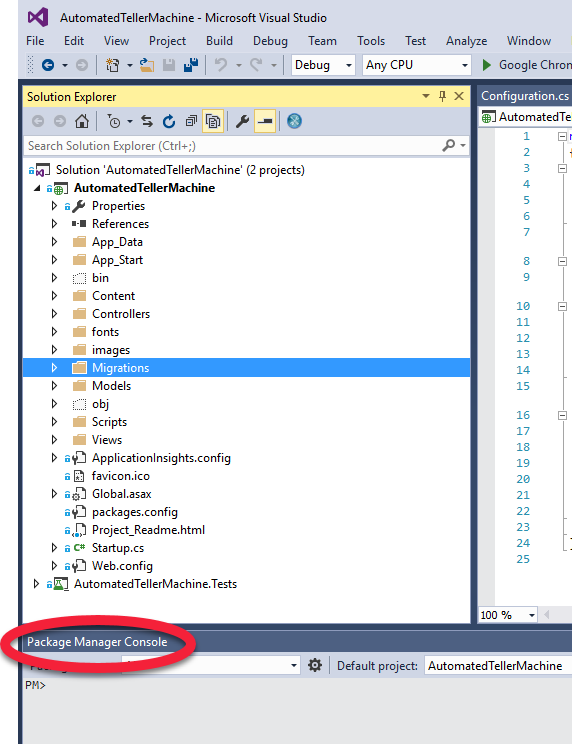 AutomatedTellerMachine - Microsoft Visual Studio
File Edit View Project Build Debug Team Tools Test Analyze Window
Debug Any CPU Google Chron
Solution Explorer
Configuration.cs
AutomatedTe
Search Solution Explorer (Ctrl+;)
Solution 'AutomatedTellerMachine' (2 projects)
AutomatedTellerMachine
Properties
References
App_Data
App_Start
bin
Content
Controllers
fonts
images
Migrations
Models
obj
Scripts
Views
ApplicationInsights.config
favicon.ico
Global.asax
packages.config
Project_Readme.html
C# Startup.cs
Web.config
AutomatedTellerMachine.Tests
1
2
3
4
5
6
7
8
9
10
11
12
13
14
15
16
17
18
19
20
21
22
23
24
25
100 %
Package Manager Console
Default project: AutomatedTellerMachine
PM>